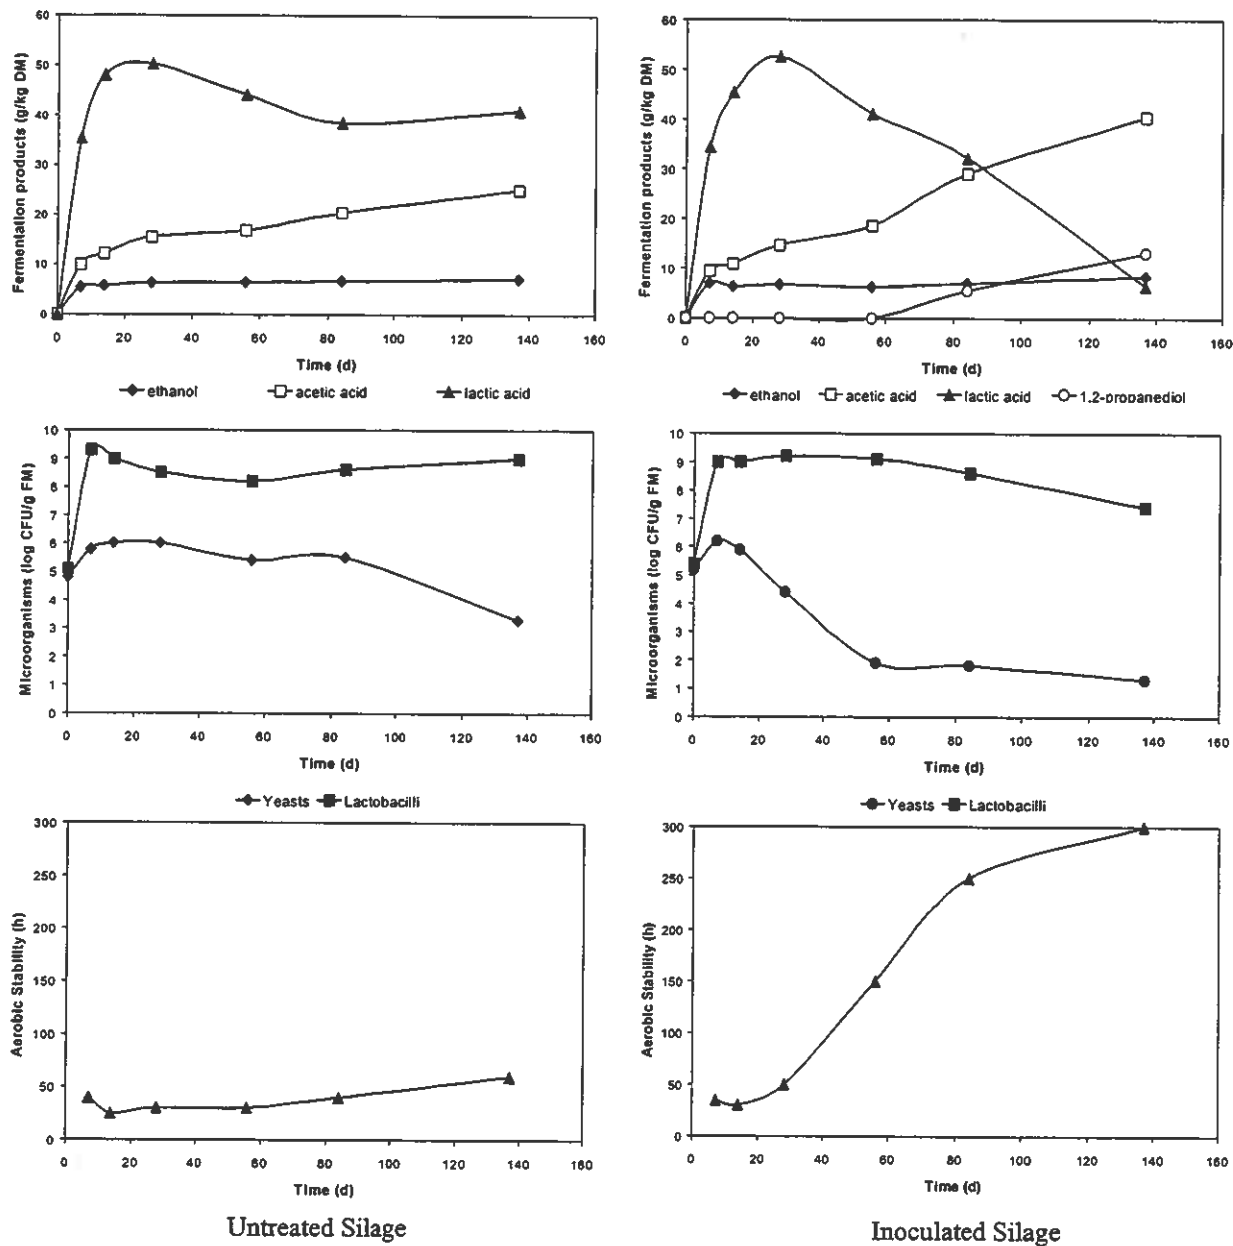 Fermentation products (g/kg DM)
60
50
40
30
20
10
0
0 20 40 60 80 100 120 140 160
Time (d)
ethanol acetic acid lactic acid
Fermentation products (g/kg DM)
60
50
40
30
20
10
0
0 20 40 60 80 100 120 140 160
Time (d)
ethanol acetic acid lactic acid 1,2-propanediol
Microorganisms (log CFU/g FM)
10
9
8
7
6
5
4
3
2
1
0
0 20 40 60 80 100 120 140 160
Time (d)
Yeasts Lactobacilli
Microorganisms (log CFU/g FM)
10
9
8
7
6
5
4
3
2
1
0
0 20 40 60 80 100 120 140 160
Time (d)
Yeasts Lactobacilli
Aerobic Stability (h)
300
250
200
150
100
50
0
0 20 40 60 80 100 120 140 160
Time (d)
Untreated Silage
Aerobic Stability (h)
300
250
200
150
100
50
0
0 20 40 60 80 100 120 140 160
Time (d)
Inoculated Silage